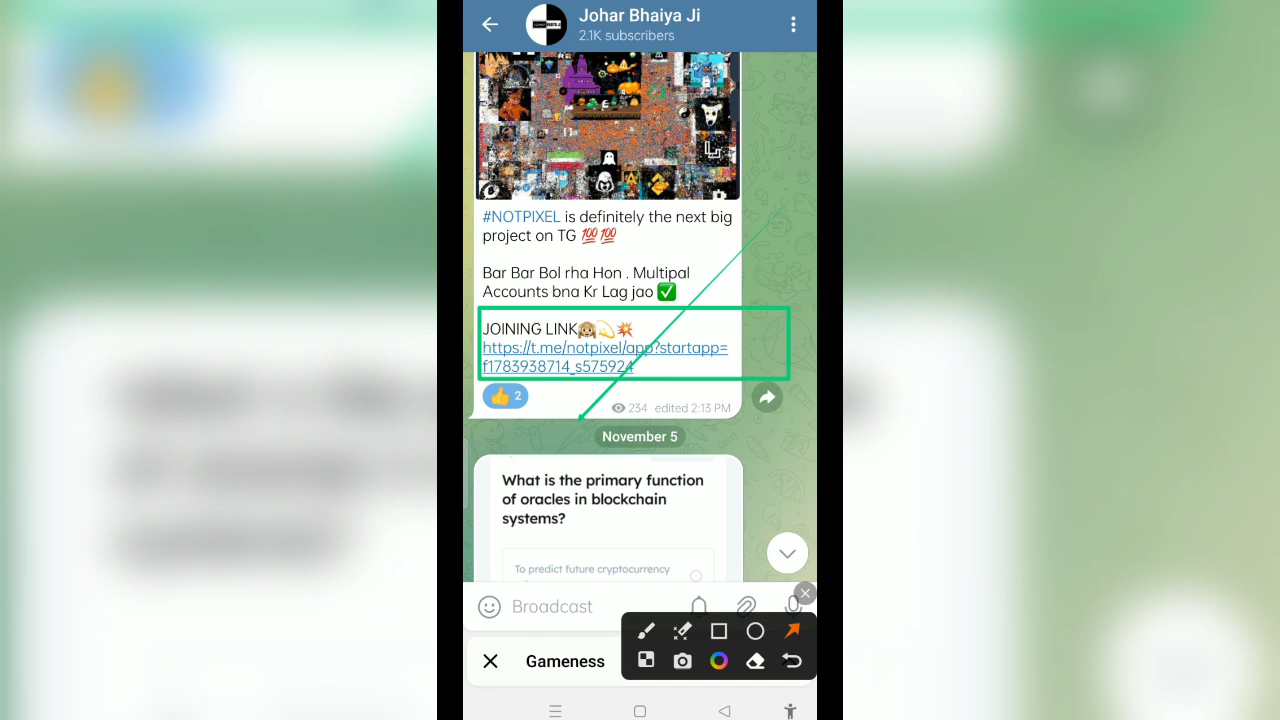 Johar Bhaiya Ji
2.1K subscribers
#NOTPIXEL is definitely the next big
project on TG 💯💯
Bar Bar Bol rha Hon . Multipal
Accounts bna Kr Lag jao ✅
JOINING LINK🙉💫💥
https://t.me/notpixel/app?startapp=
f1783938714_s575924
👍 2
234 edited 2:13 PM
November 5
What is the primary function
of oracles in blockchain
systems?
To predict future cryptocurrency
Broadcast
Gameness